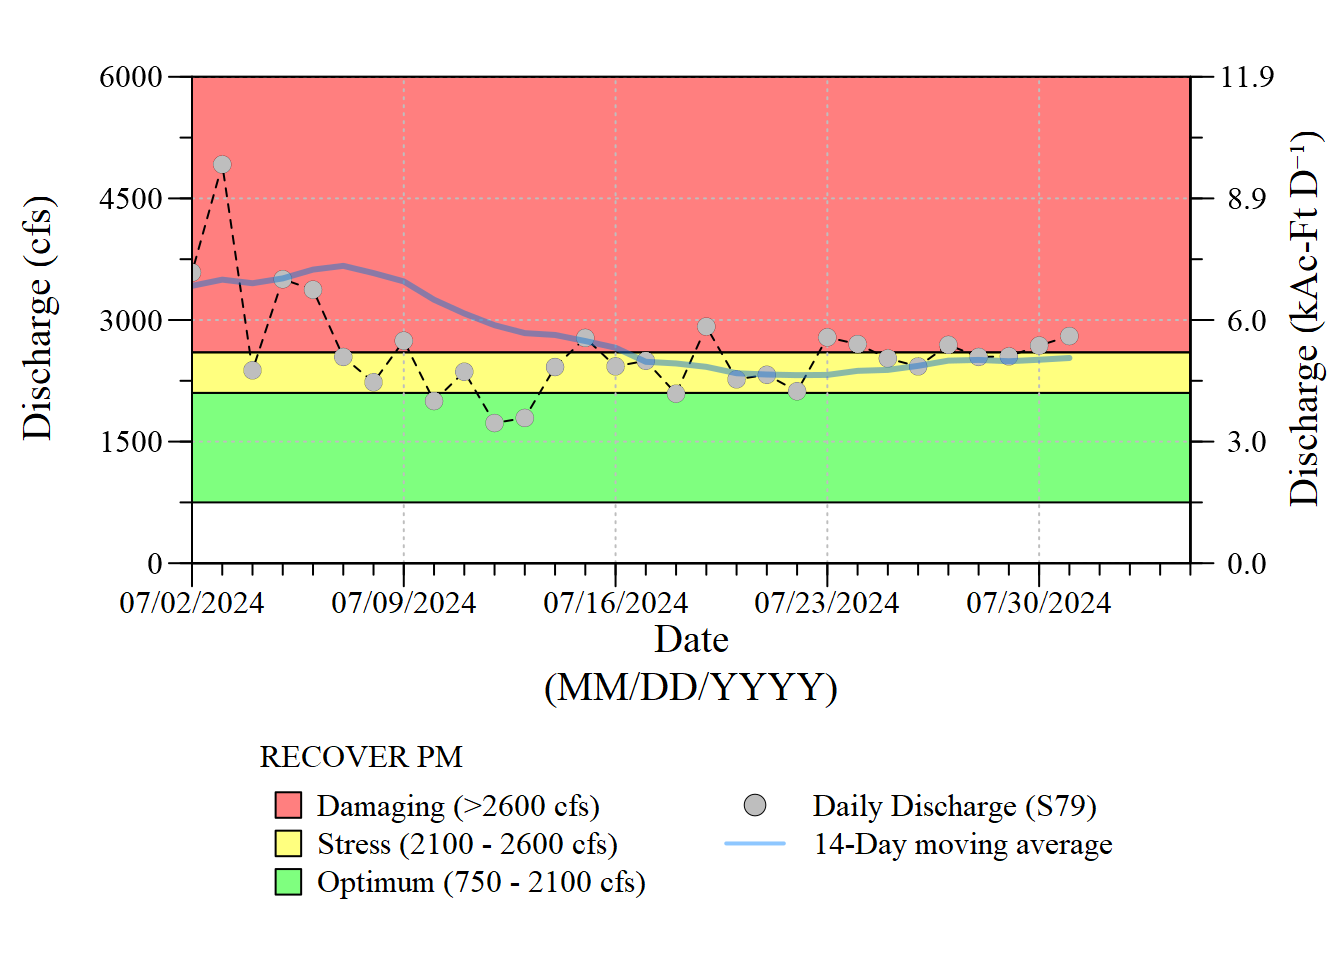 6000
4500
3000
1500
0
Discharge (cfs)
11.9
8.9
6.0
3.0
0.0
Discharge (kAc-Ft D⁻¹)
07/02/2024 07/09/2024 07/16/2024 07/23/2024 07/30/2024
Date
(MM/DD/YYYY)
RECOVER PM
Damaging (>2600 cfs)
Stress (2100 - 2600 cfs)
Optimum (750 - 2100 cfs)
Daily Discharge (S79)
14-Day moving average